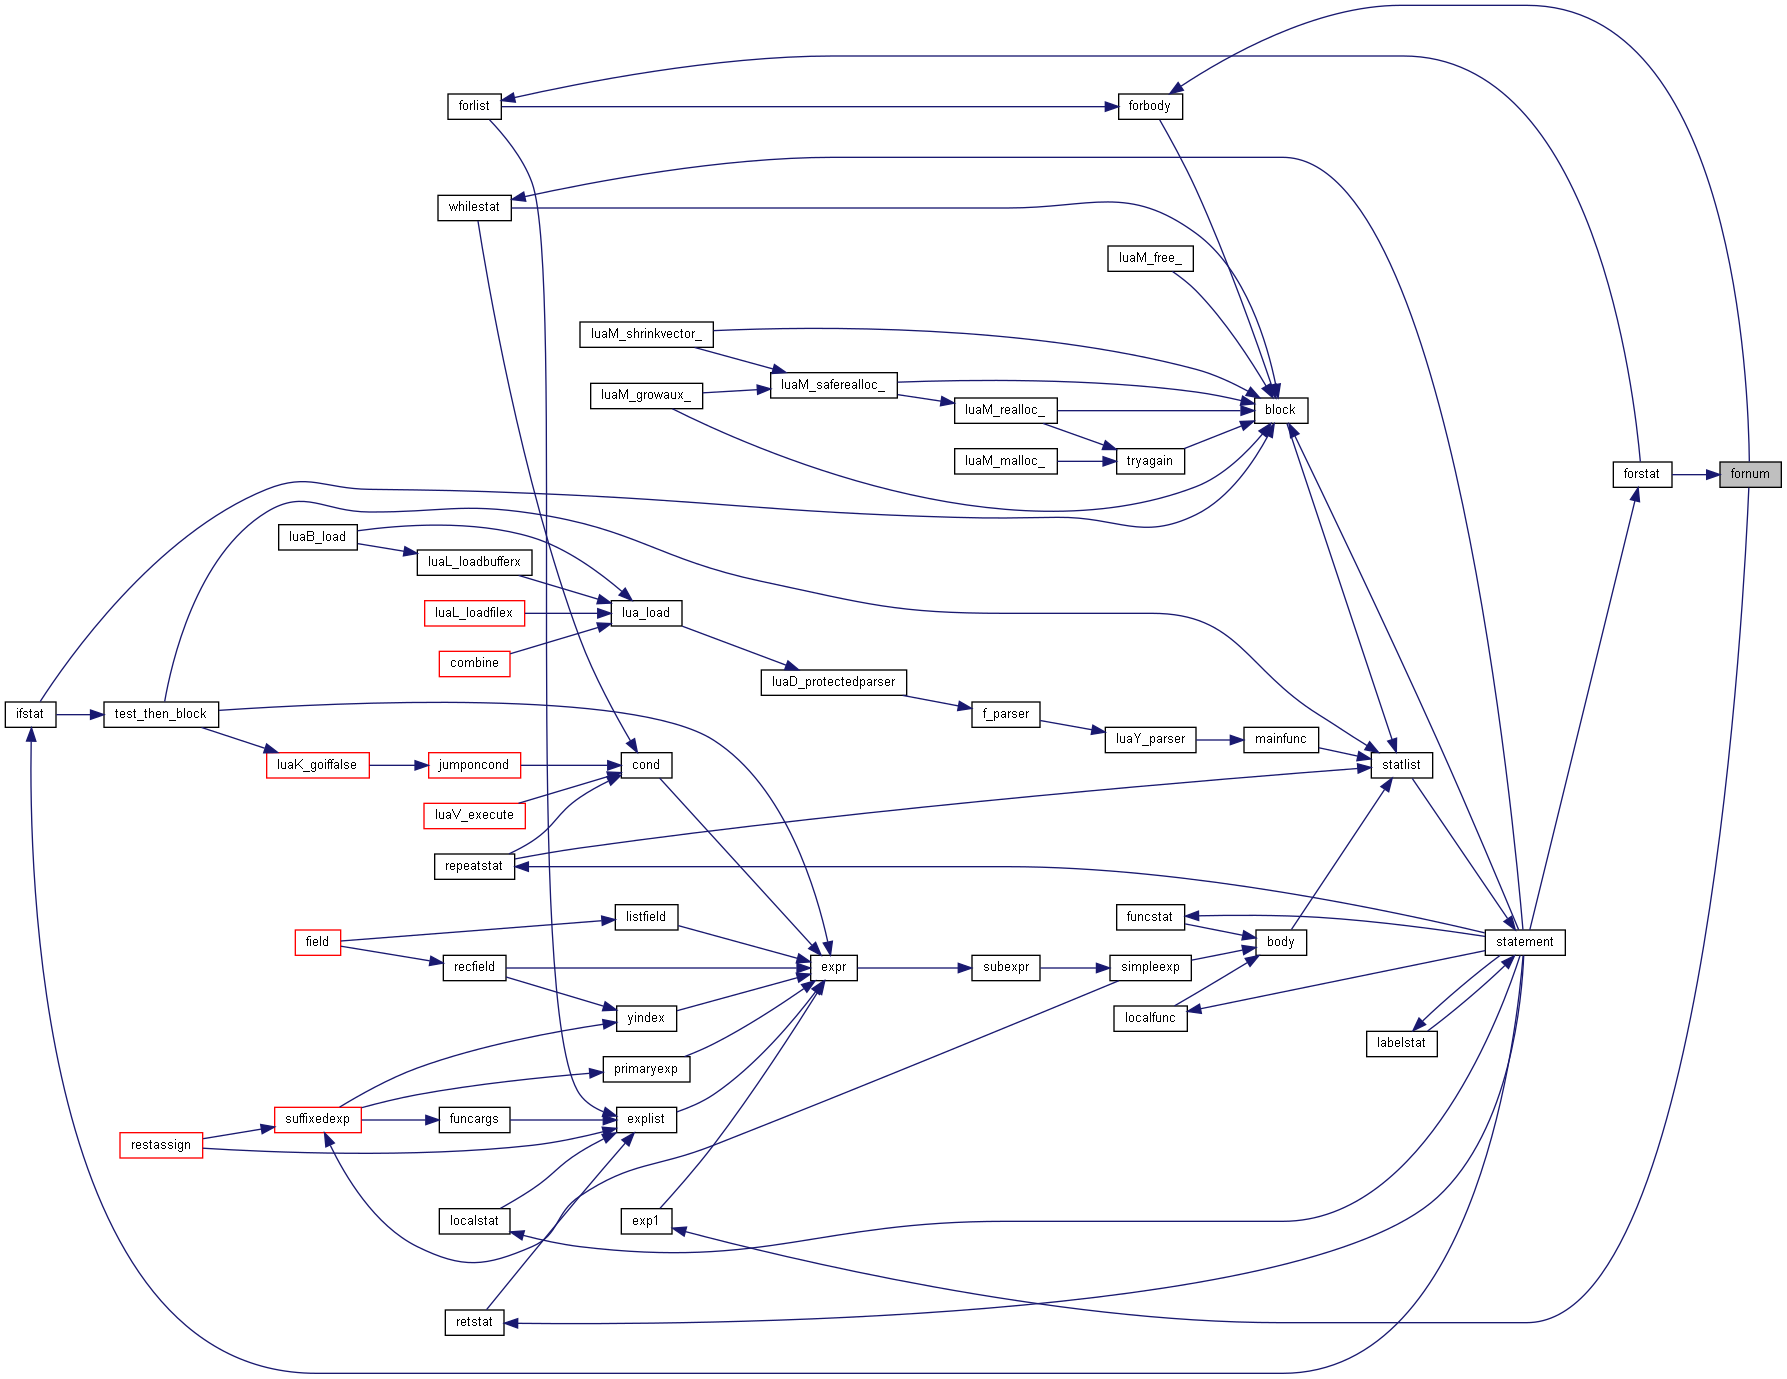 forlist
forbody
whilestat
luaM_free_
luaM_shrinkvector_
luaM_saferealloc_
luaM_growaux_
luaM_realloc_
block
luaM_malloc_
tryagain
forstat
fornum
luaB_load
luaL_loadbufferx
luaL_loadfilex
lua_load
combine
luaD_protectedparser
ifstat
test_then_block
f_parser
luaY_parser
mainfunc
luaK_goiffalse
jumponcond
cond
statlist
luaV_execute
repeatstat
listfield
funcstat
field
recfield
expr
subexpr
simpleexp
body
statement
yindex
localfunc
labelstat
primaryexp
suffixedexp
funcargs
explist
restassign
localstat
exp1
retstat